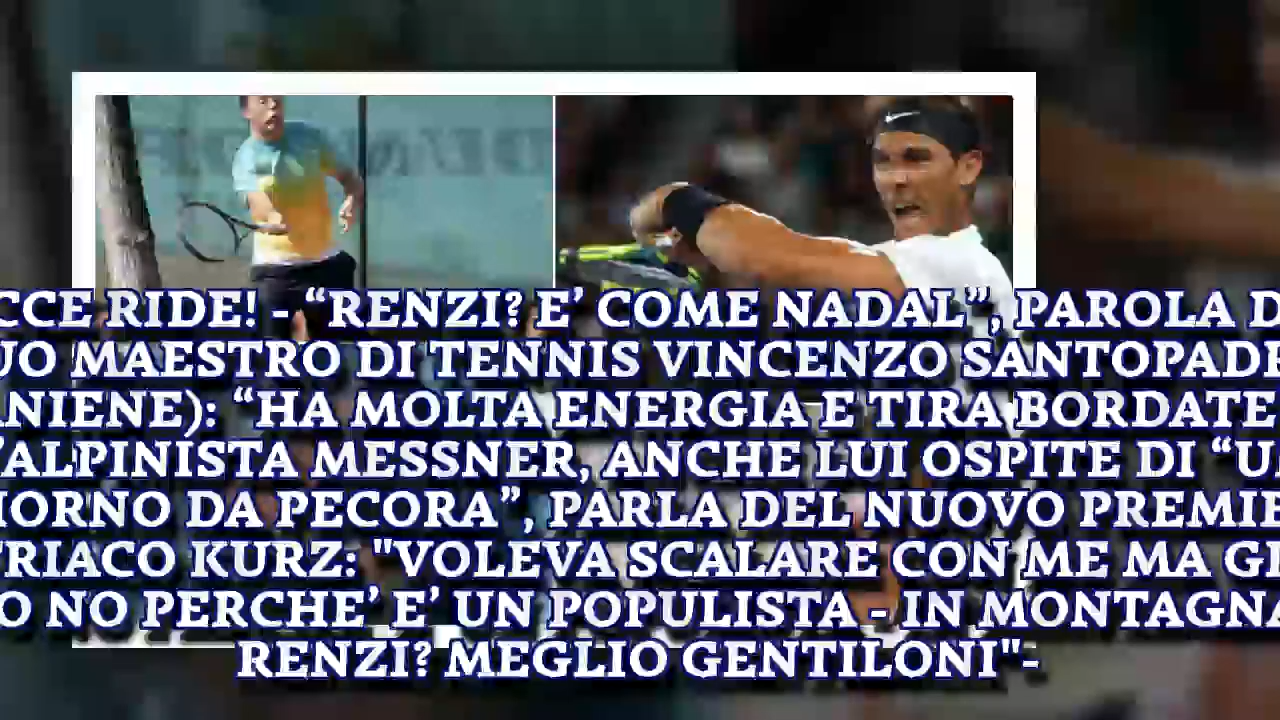 CCE RIDE! - “RENZI? E’ COME NADAL”, PAROLA D
UO MAESTRO DI TENNIS VINCENZO SANTOPADR
ANIENE): “HA MOLTA ENERGIA E TIRA BORDATE
’ALPINISTA MESSNER, ANCHE LUI OSPITE DI “UN
IORNO DA PECORA”, PARLA DEL NUOVO PREMIE
TRIACO KURZ: "VOLEVA SCALARE CON ME MA GL
O NO PERCHE’ E’ UN POPULISTA - IN MONTAGNA
RENZI? MEGLIO GENTILONI"-